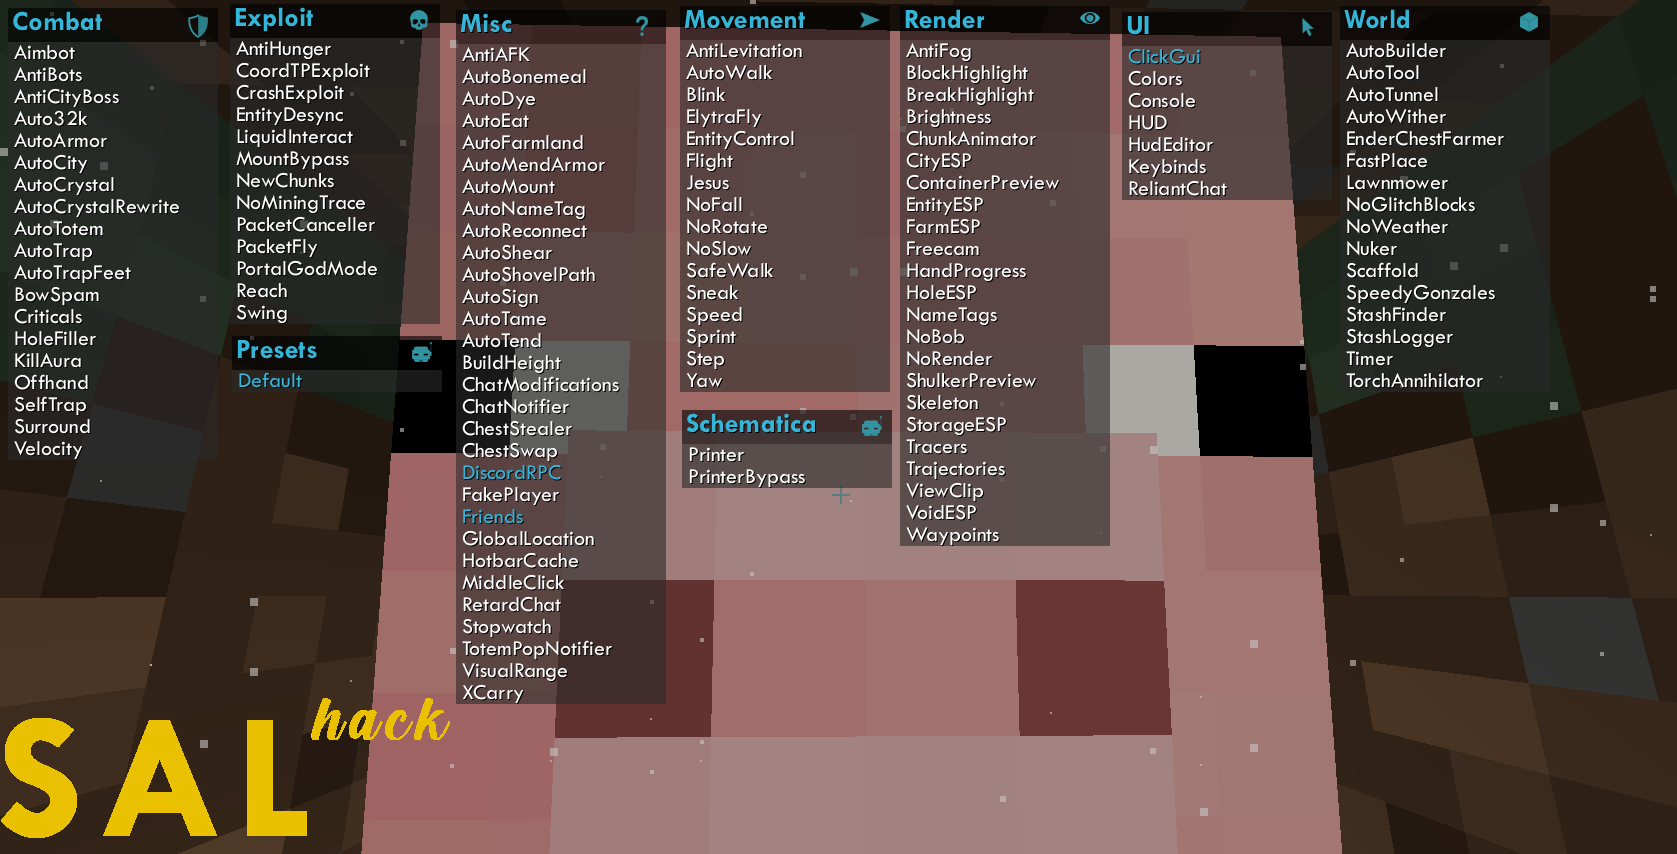 Combat
Aimbot
AntiBots
AntiCityBoss
Auto32k
AutoArmor
AutoCity
AutoCrystal
AutoCrystalRewrite
AutoTotem
AutoTrap
AutoTrapFeet
BowSpam
Criticals
HoleFiller
KillAura
Offhand
SelfTrap
Surround
Velocity
Exploit
AntiHunger
CoordTPExploit
CrashExploit
EntityDesync
LiquidInteract
MountBypass
NewChunks
NoMiningTrace
PacketCanceller
PacketFly
PortalGodMode
Reach
Swing
Presets
Default
Misc
?
AntiAFK
AutoBonemeal
AutoDye
AutoEat
AutoFarmland
AutoMendArmor
AutoMount
AutoNameTag
AutoReconnect
AutoShear
AutoShovelPath
AutoSign
AutoTame
AutoTend
BuildHeight
ChatModifications
ChatNotifier
ChestStealer
ChestSwap
DiscordRPC
FakePlayer
Friends
GlobalLocation
HotbarCache
MiddleClick
RetardChat
Stopwatch
TotemPopNotifier
VisualRange
XCarry
Movement
AntiLevitation
AutoWalk
Blink
ElytraFly
EntityControl
Flight
Jesus
NoFall
NoRotate
NoSlow
SafeWalk
Sneak
Speed
Sprint
Step
Yaw
Schematica
Printer
PrinterBypass
Render
AntiFog
BlockHighlight
BreakHighlight
Brightness
ChunkAnimator
CityESP
ContainerPreview
EntityESP
FarmESP
Freecam
HandProgress
HoleESP
NameTags
NoBob
NoRender
ShulkerPreview
Skeleton
StorageESP
Tracers
Trajectories
ViewClip
VoidESP
Waypoints
UI
ClickGui
Colors
Console
HUD
HudEditor
Keybinds
ReliantChat
World
AutoBuilder
AutoTool
AutoTunnel
AutoWither
EnderChestFarmer
FastPlace
Lawnmower
NoGlitchBlocks
NoWeather
Nuker
Scaffold
SpeedyGonzales
StashFinder
StashLogger
Timer
TorchAnnihilator
SAL hack